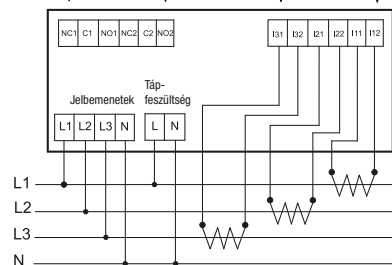 NC1 C1 NO1 NC2 C2 NO2
I31 I32 I21 I22 I11 I12
Jelbemenetek
Táp-
feszültség
L1 L2 L3 N
L N
L1
L2
L3
N